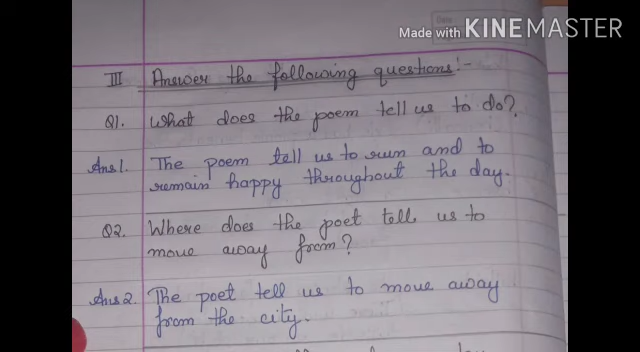 Made with KINEMASTER
III Answer the following questions:-
Q1. What does the poem tell us to do?
Ans1. The poem tell us to run and to
remain happy throughout the day.
Q2. Where does the poet tell us to
move away from?
Ans2. The poet tell us to move away
from the city.